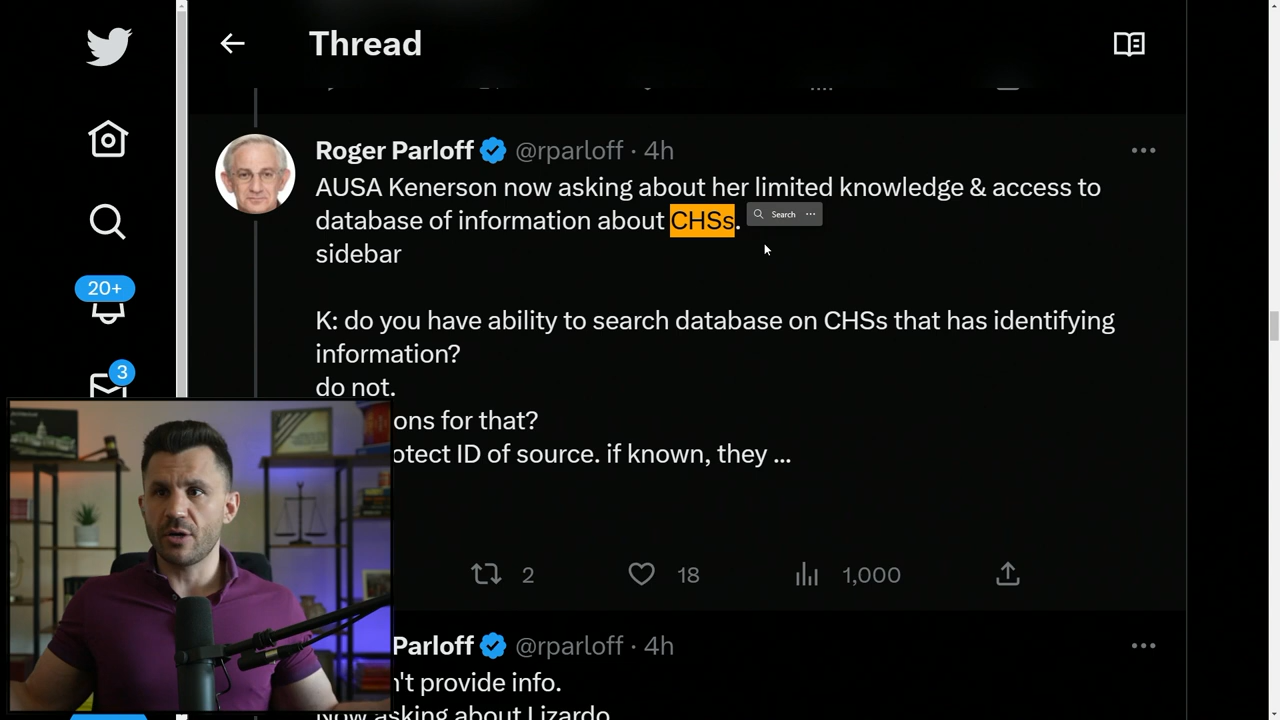 Thread
Roger Parloff @rparloff · 4h
AUSA Kenerson now asking about her limited knowledge & access to
database of information about CHSs.
Search ...
sidebar
20+
K: do you have ability to search database on CHSs that has identifying
information?
3
do not.
ons for that?
otect ID of source. if known, they ...
2
18
1,000
Parloff @rparloff · 4h
n't provide info.
Now asking about Lizardo